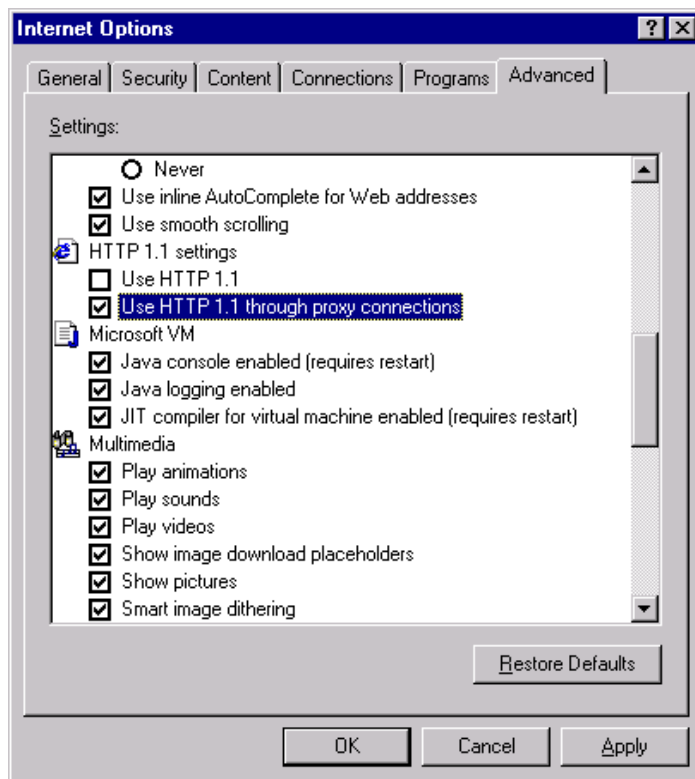 Internet Options
General Security Content Connections Programs Advanced
Settings:
Never
Use inline AutoComplete for Web addresses
Use smooth scrolling
HTTP 1.1 settings
Use HTTP 1.1
Use HTTP 1.1 through proxy connections
Microsoft VM
Java console enabled (requires restart)
Java logging enabled
JIT compiler for virtual machine enabled (requires restart)
Multimedia
Play animations
Play sounds
Play videos
Show image download placeholders
Show pictures
Smart image dithering
Restore Defaults
OK Cancel Apply